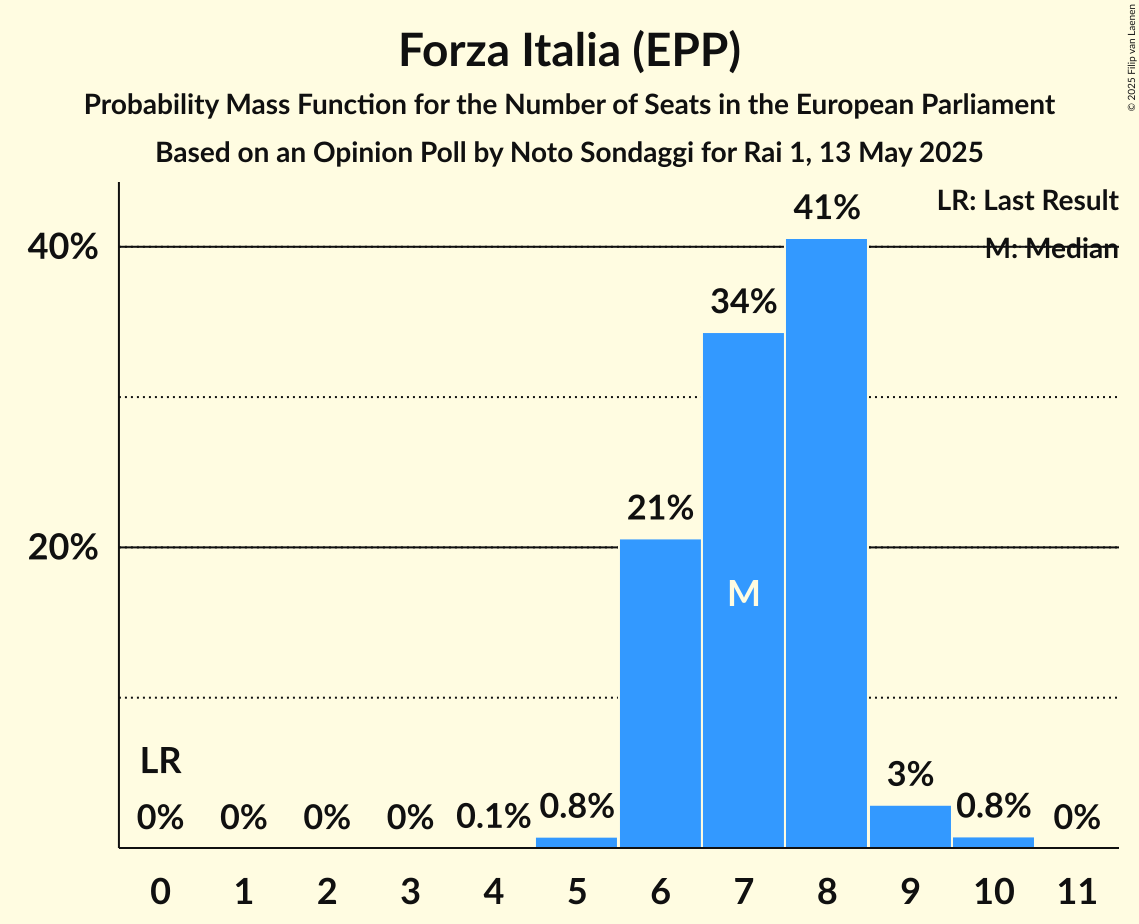 Forza Italia (EPP)
Probability Mass Function for the Number of Seats in the European Parliament
Based on an Opinion Poll by Noto Sondaggi for Rai 1, 13 May 2025
© 2025 Filip van Laenen
LR: Last Result
M: Median
40%
20%
LR
0%
0%
0%
0%
0.1%
0.8%
21%
34%
M
41%
3%
0.8%
0%
0 1 2 3 4 5 6 7 8 9 10 11